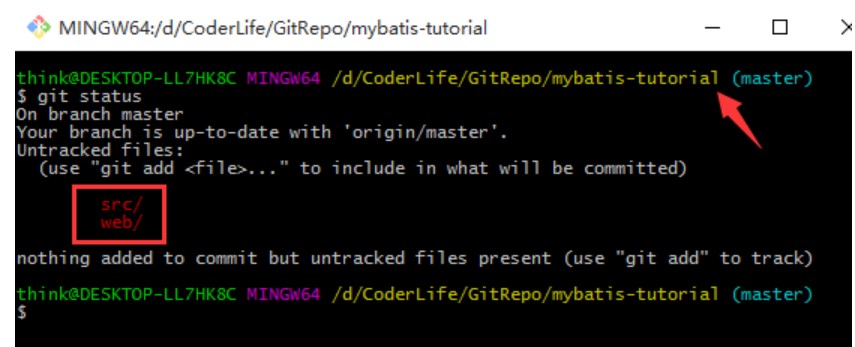 MINGW64:/d/CoderLife/GitRepo/mybatis-tutorial
think@DESKTOP-LL7HK8C MINGW64 /d/CoderLife/GitRepo/mybatis-tutorial (master)
$ git status
On branch master
Your branch is up-to-date with 'origin/master'.
Untracked files:
  (use "git add <file>..." to include in what will be committed)
        src/
        web/
nothing added to commit but untracked files present (use "git add" to track)
think@DESKTOP-LL7HK8C MINGW64 /d/CoderLife/GitRepo/mybatis-tutorial (master)
$